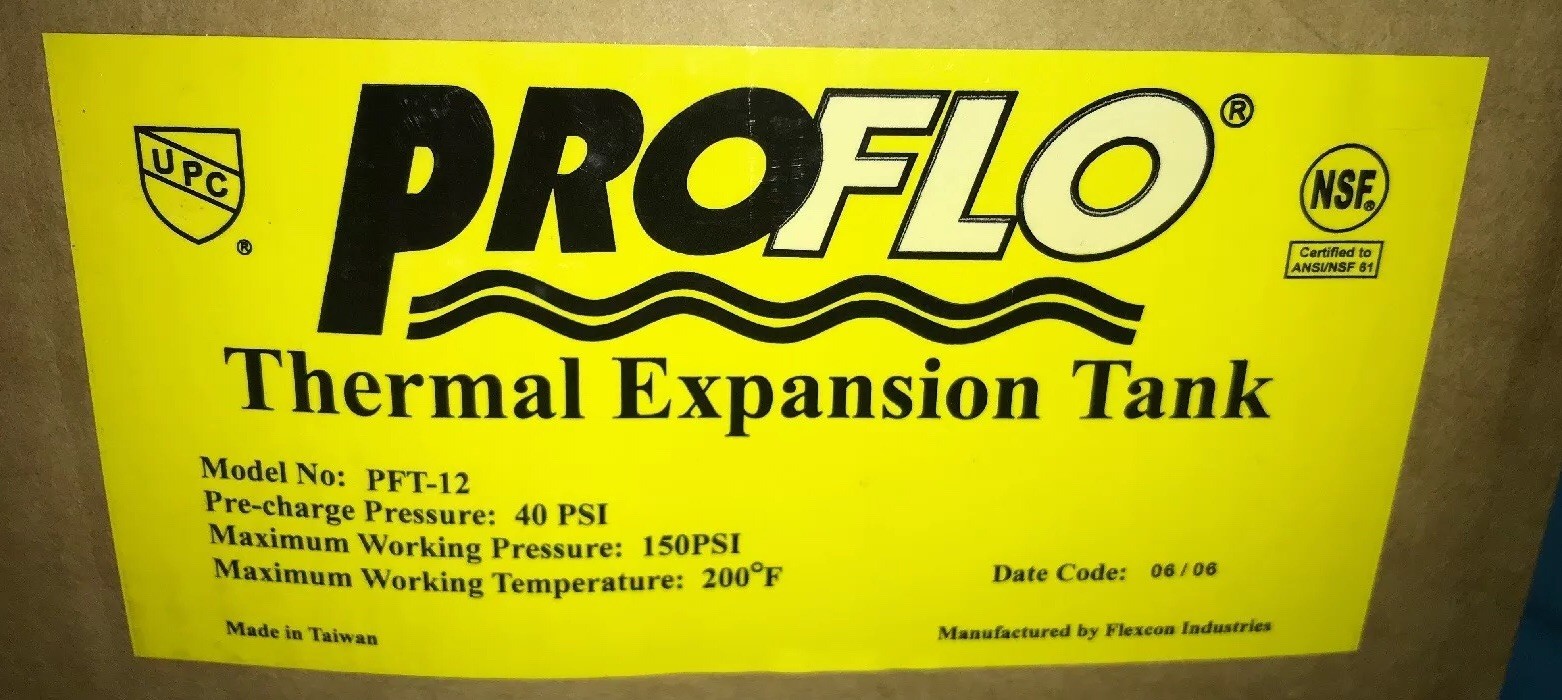 PROFLO®
UPC
®
NSF®
Certified to
ANSI/NSF 61
Thermal Expansion Tank
Model No: PFT-12
Pre-charge Pressure: 40 PSI
Maximum Working Pressure: 150PSI
Maximum Working Temperature: 200°F
Date Code: 06/06
Made in Taiwan
Manufactured by Flexcon Industries